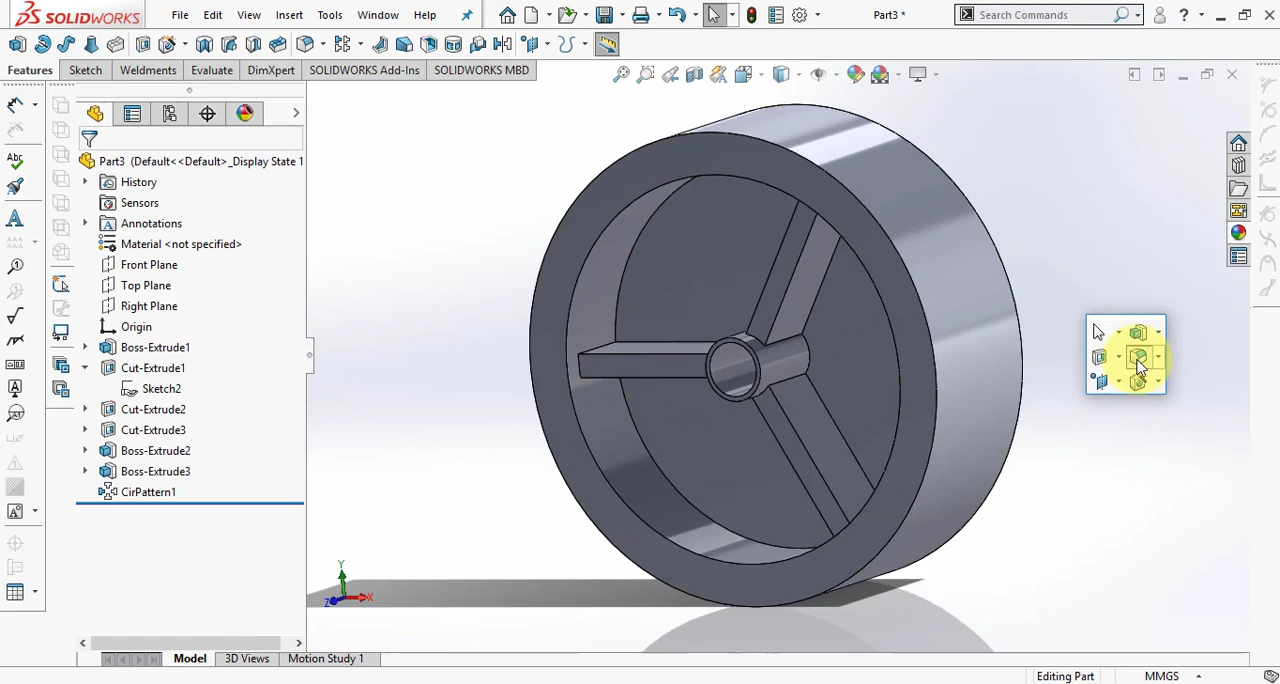 SOLIDWORKS File Edit View Insert Tools Window Help Part3 * Search Commands
Features Sketch Weldments Evaluate DimXpert SOLIDWORKS Add-Ins SOLIDWORKS MBD
Part3 (Default<<Default>_Display State 1
History
Sensors
Annotations
Material <not specified>
Front Plane
Top Plane
Right Plane
Origin
Boss-Extrude1
Cut-Extrude1
Sketch2
Cut-Extrude2
Cut-Extrude3
Boss-Extrude2
Boss-Extrude3
CirPattern1
Y
Z X
Model 3D Views Motion Study 1
Editing Part MMGS